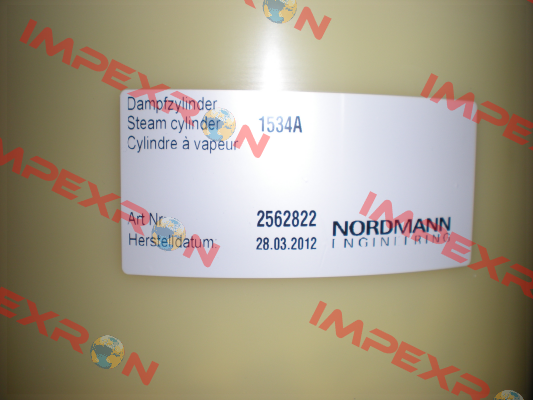 Dampfzylinder
Steam cylinder 1534A
Cylindre à vapeur
Art Nr. 2562822
Herstelldatum 28.03.2012
NORDMANN
ENGINEERING
IMPEXRON
IMPEXRON
IMPEXRON
IMPEXRON
IMPEXRON
IMPEXRON